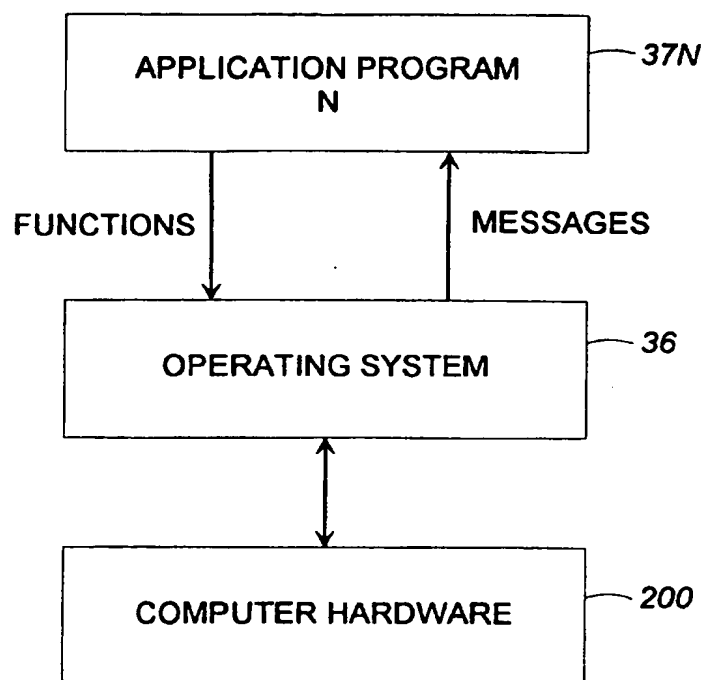 APPLICATION PROGRAM
N
37N
FUNCTIONS
MESSAGES
OPERATING SYSTEM
36
COMPUTER HARDWARE
200